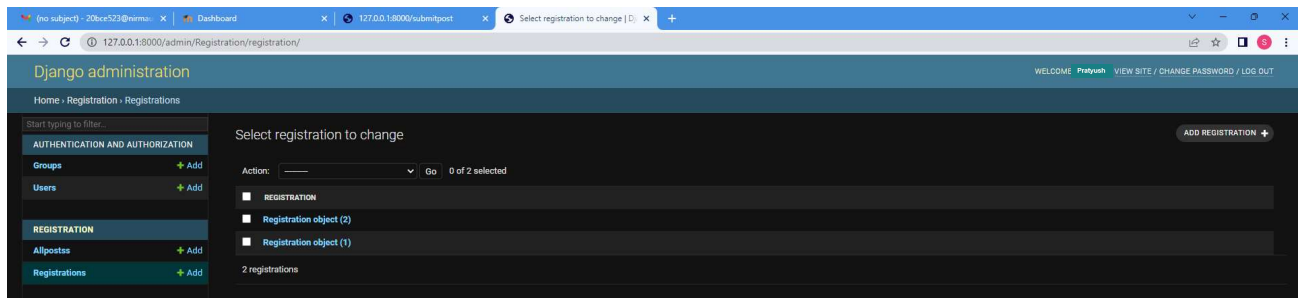 (no subject) - 20bce523@nirma
Dashboard
127.0.0.1:8000/submitpost
Select registration to change | Dj
127.0.0.1:8000/admin/Registration/registration/
S
Django administration
WELCOME Pratyush VIEW SITE / CHANGE PASSWORD / LOG OUT
Home › Registration › Registrations
Start typing to filter...
AUTHENTICATION AND AUTHORIZATION
Groups + Add
Users + Add
REGISTRATION
Allpostss + Add
Registrations + Add
Select registration to change
ADD REGISTRATION +
Action: --------- Go 0 of 2 selected
REGISTRATION
Registration object (2)
Registration object (1)
2 registrations